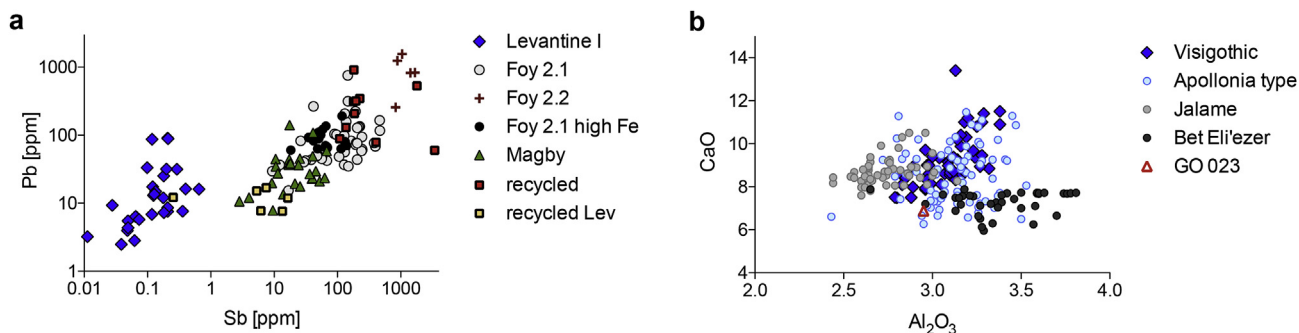 a
Pb [ppm]
1000
100
10
1
0.01
0.1
1
10
100
1000
Sb [ppm]
Levantine I
Foy 2.1
Foy 2.2
Foy 2.1 high Fe
Magby
recycled
recycled Lev
b
CaO
14
12
10
8
6
4
2.0
2.5
3.0
3.5
4.0
Al₂O₃
Visigothic
Apollonia type
Jalame
Bet Eli'ezer
GO 023